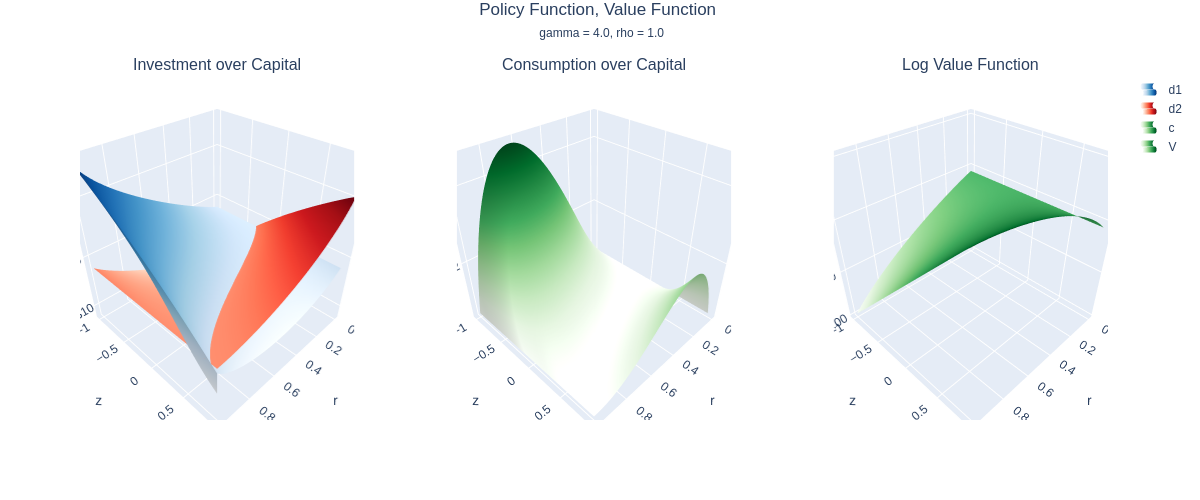 Policy Function, Value Function
gamma = 4.0, rho = 1.0
Investment over Capital
Consumption over Capital
Log Value Function
d1
d2
c
V
−1
−0.5
0
0.5
z
0
0.2
0.4
0.6
0.8
r
−1
−0.5
0
0.5
z
0
0.2
0.4
0.6
0.8
r
−0.5
0
0.5
z
0
0.2
0.4
0.6
0.8
r